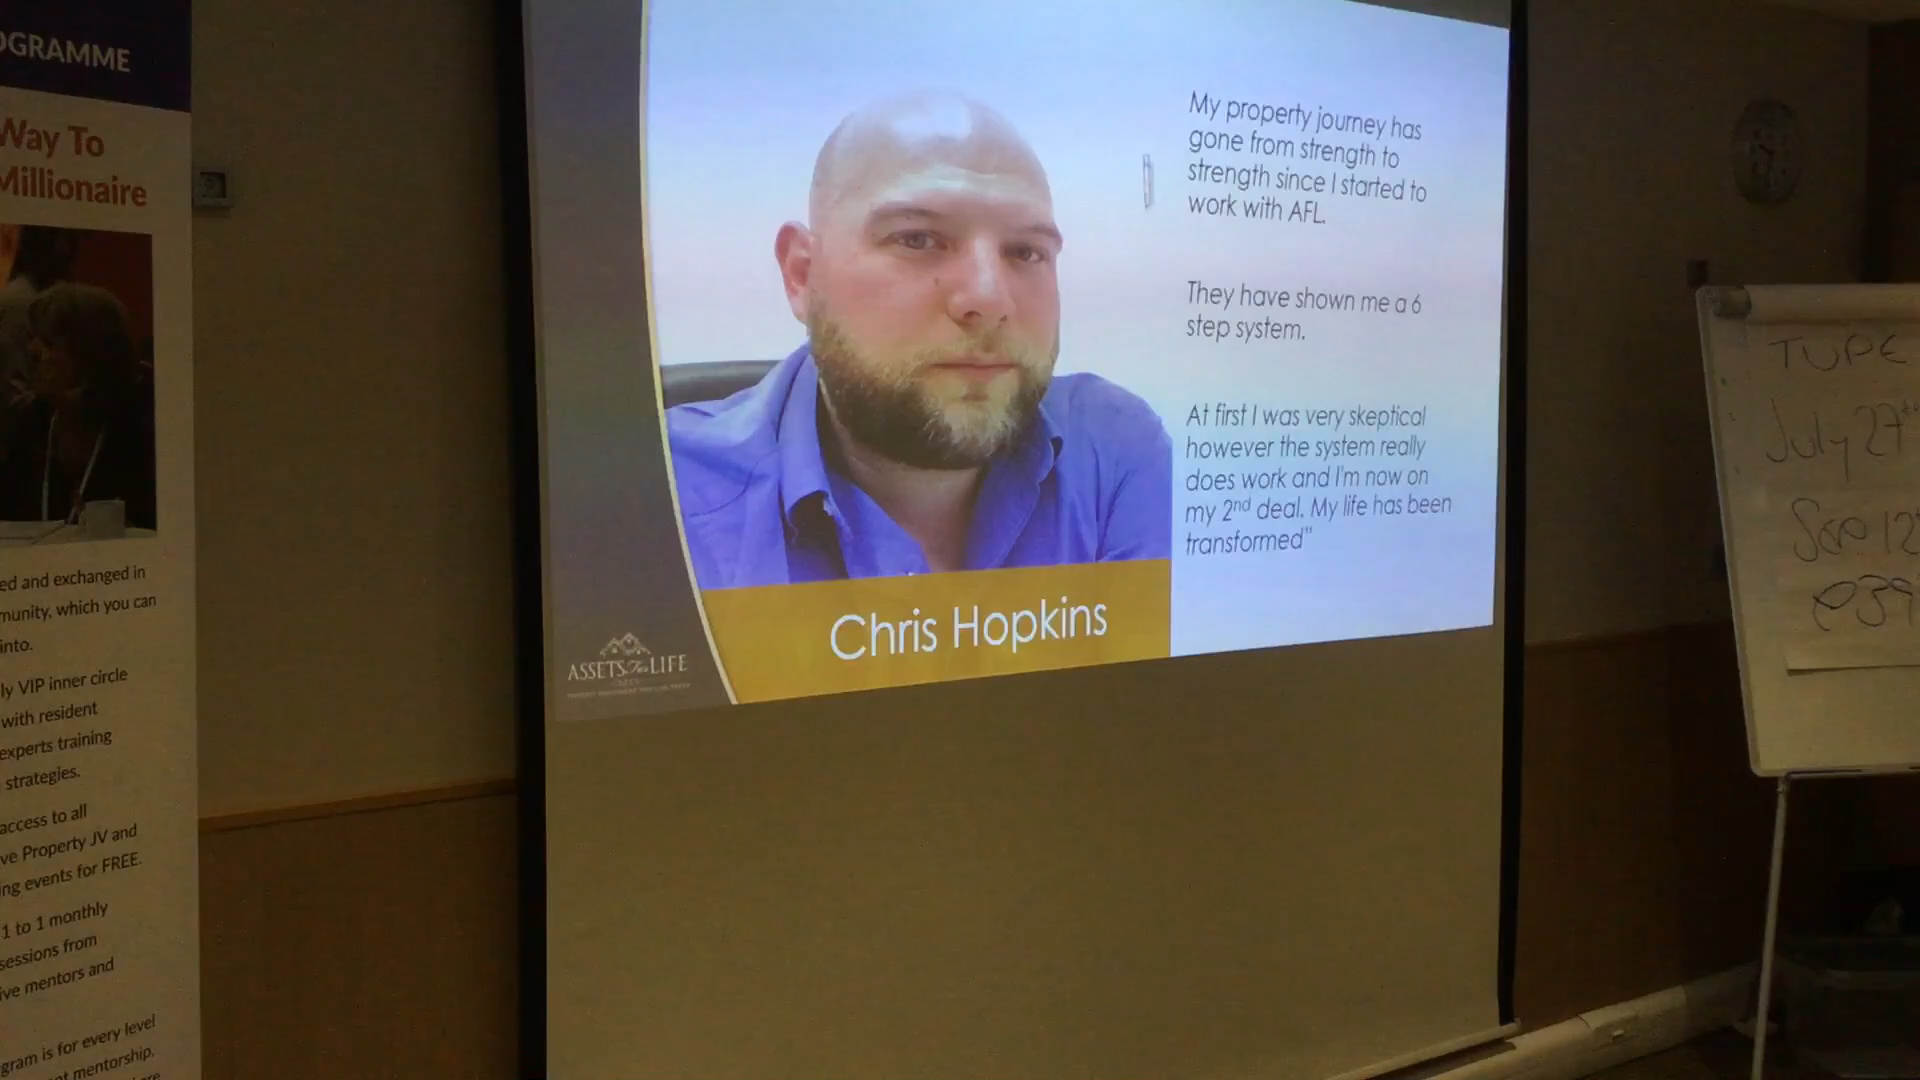 OGRAMME
Way To
Millionaire
ed and exchanged in
munity, which you can
into.
ly VIP inner circle
with resident
experts training
strategies.
access to all
ve Property JV and
ing events for FREE.
1 to 1 monthly
sessions from
ive mentors and
gram is for every level
nt mentorship.
My property journey has
gone from strength to
strength since I started to
work with AFL.
They have shown me a 6
step system.
At first I was very skeptical
however the system really
does work and I'm now on
my 2nd deal. My life has been
transformed"
Chris Hopkins
ASSETS For LIFE
TUPE
July 27th